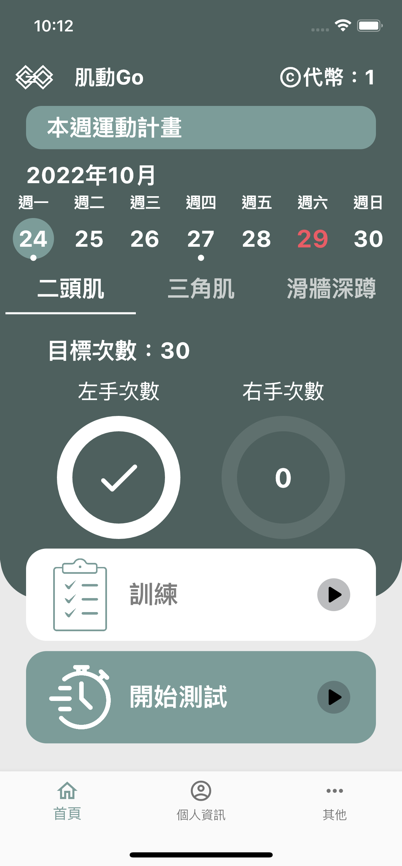 10:12
肌動Go
©代幣：1
本週運動計畫
2022年10月
週一 週二 週三 週四 週五 週六 週日
24 25 26 27 28 29 30
二頭肌 三角肌 滑牆深蹲
目標次數：30
左手次數 右手次數
0
訓練
開始測試
首頁 個人資訊 其他